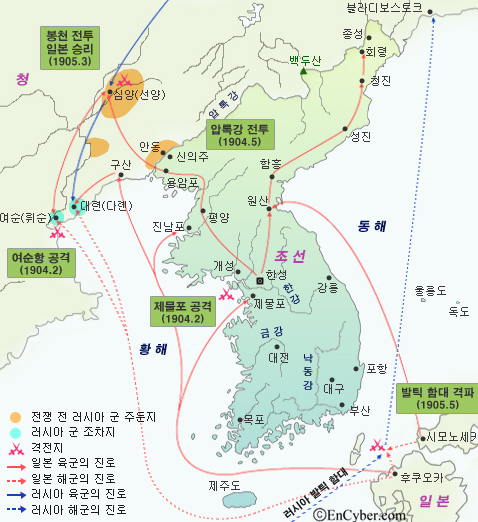 블라디보스토크
봉천 전투
일본 승리
(1905.3)
종성
회령
백두산
청
청진
심양(선양)
압록강
압록강 전투
(1904.5)
성진
안동
신의주
구산
용암포
함흥
대련(다롄)
여순(뤼순)
원산
평양
진남포
동해
여순항 공격
(1904.2)
조선
개성
한성
한강
강릉
울릉도
독도
제물포 공격
(1904.2)
제물포
금강
황해
대전
낙동강
포항
대구
부산
발틱 함대 격파
(1905.5)
목포
시모노세키
전쟁 전 러시아 군 주둔지
러시아 군 조차지
격전지
일본 육군의 진로
일본 해군의 진로
러시아 육군의 진로
러시아 해군의 진로
제주도
러시아 발틱 함대
후쿠오카
일본
©EnCyber.com